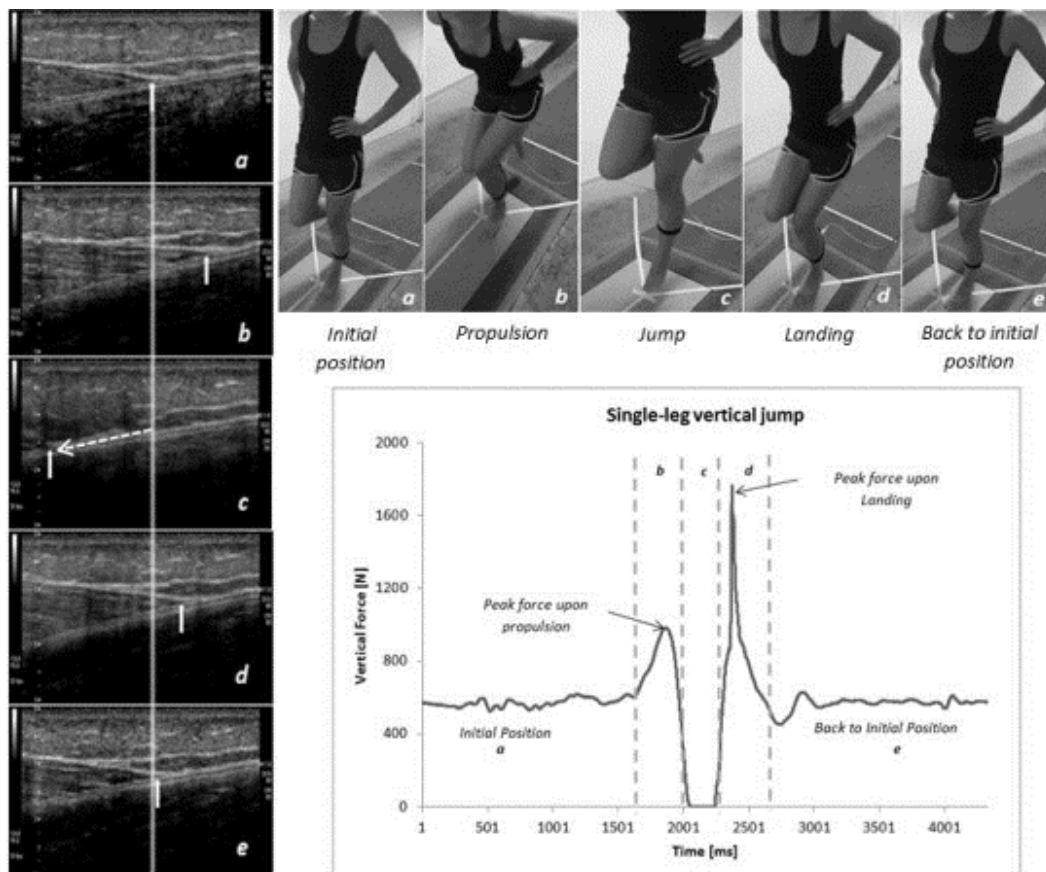 a
b
c
d
e
a
b
c
d
e
Initial
position
Propulsion
Jump
Landing
Back to initial
position
Single-leg vertical jump
Vertical Force [N]
2000
1600
1200
800
400
0
b
c
d
Peak force upon
Landing
Peak force upon
propulsion
Initial Position
a
Back to Initial Position
e
1 501 1001 1501 2001 2501 3001 3501 4001
Time [ms]